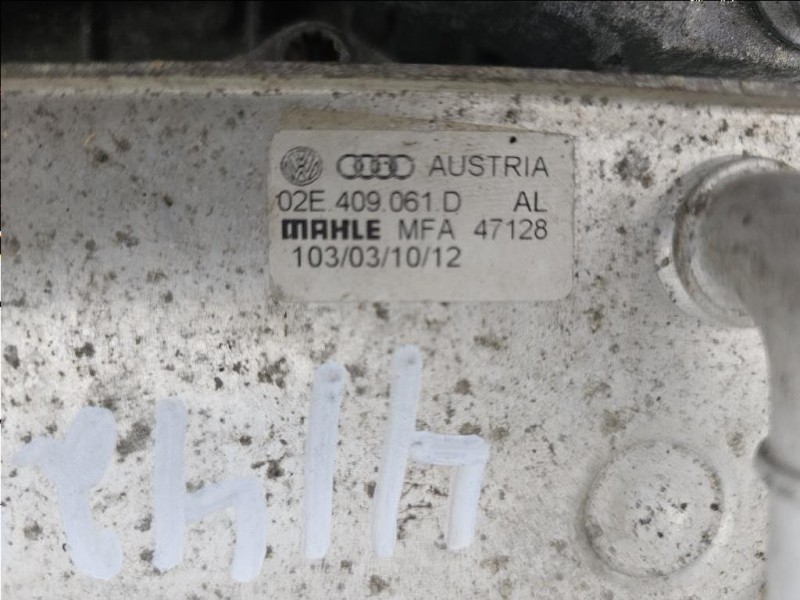 AUSTRIA
02E.409.061.D AL
MAHLE MFA 47128
103/03/10/12